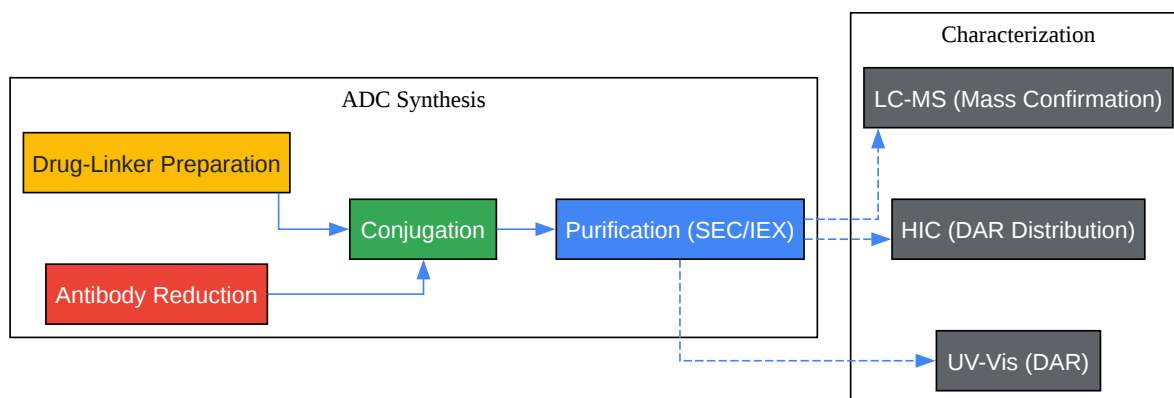 Characterization
ADC Synthesis
LC-MS (Mass Confirmation)
Drug-Linker Preparation
Conjugation
Purification (SEC/IEX)
HIC (DAR Distribution)
Antibody Reduction
UV-Vis (DAR)